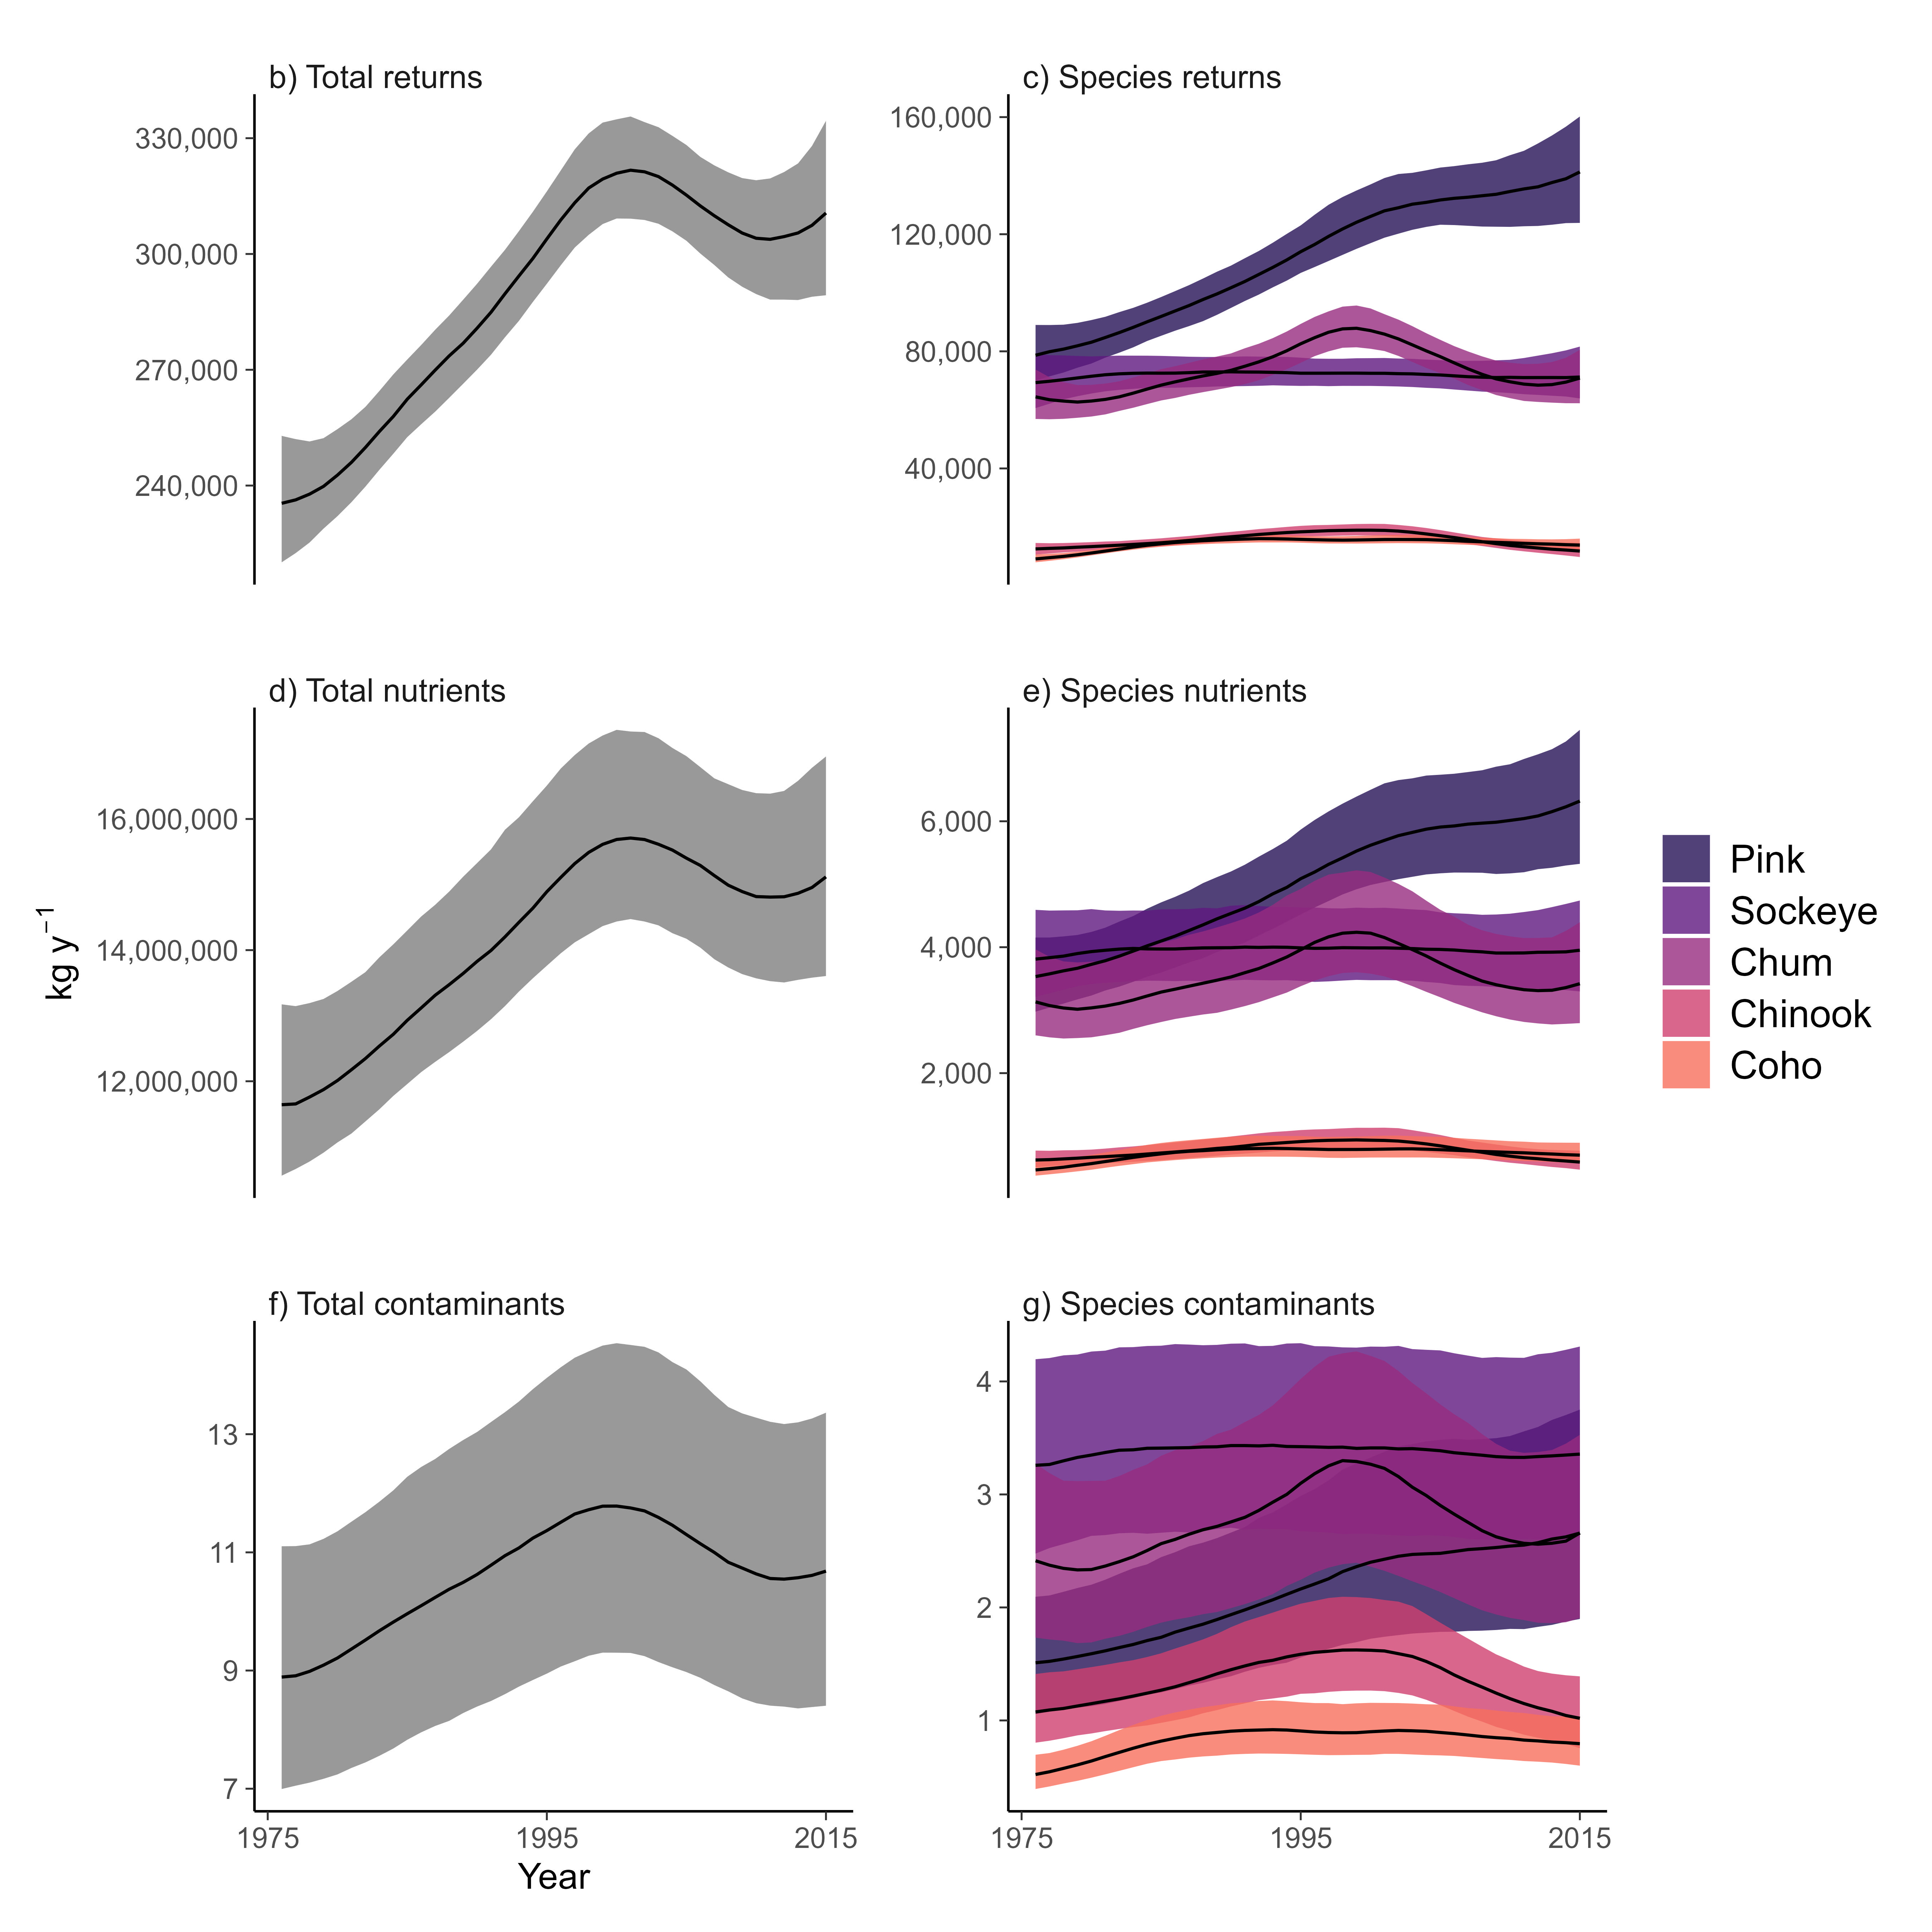 b) Total returns
330,000
300,000
270,000
240,000
c) Species returns
160,000
120,000
80,000
40,000
d) Total nutrients
16,000,000
14,000,000
12,000,000
e) Species nutrients
6,000
4,000
2,000
kg y⁻¹
f) Total contaminants
13
11
9
7
1975
1995
2015
Year
g) Species contaminants
4
3
2
1
1975
1995
2015
Pink
Sockeye
Chum
Chinook
Coho